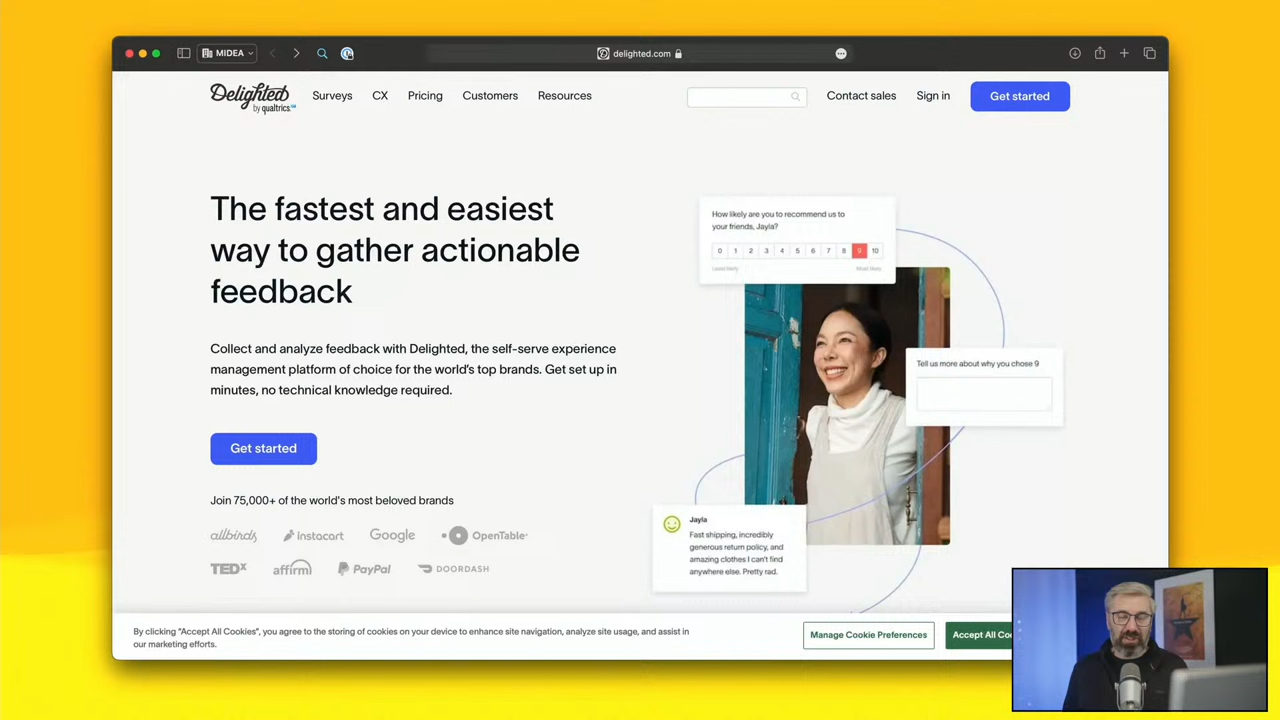 MIDEA
delighted.com
Delighted
by qualtrics
Surveys
CX
Pricing
Customers
Resources
Contact sales
Sign in
Get started
The fastest and easiest
way to gather actionable
feedback
Collect and analyze feedback with Delighted, the self-serve experience
management platform of choice for the world's top brands. Get set up in
minutes, no technical knowledge required.
Get started
Join 75,000+ of the world's most beloved brands
allbirds
Instacart
Google
OpenTable
TEDx
affirm
PayPal
DOORDASH
How likely are you to recommend us to
your friends, Jayla?
0 1 2 3 4 5 6 7 8 9 10
Least likely
Most likely
Tell us more about why you chose 9
Jayla
Fast shipping, incredibly
generous return policy, and
amazing clothes I can't find
anywhere else. Pretty rad.
By clicking “Accept All Cookies”, you agree to the storing of cookies on your device to enhance site navigation, analyze site usage, and assist in
our marketing efforts.
Manage Cookie Preferences
Accept All Coo